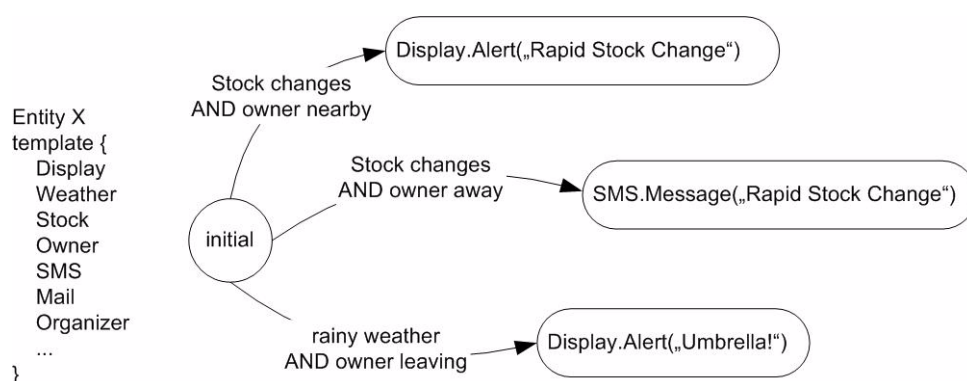 Display.Alert(„Rapid Stock Change“)
Stock changes
AND owner nearby
Entity X
template {
Display
Weather
Stock
Owner
SMS
Mail
Organizer
...
}
Stock changes
AND owner away
SMS.Message(„Rapid Stock Change“)
initial
rainy weather
AND owner leaving
Display.Alert(„Umbrella!“)